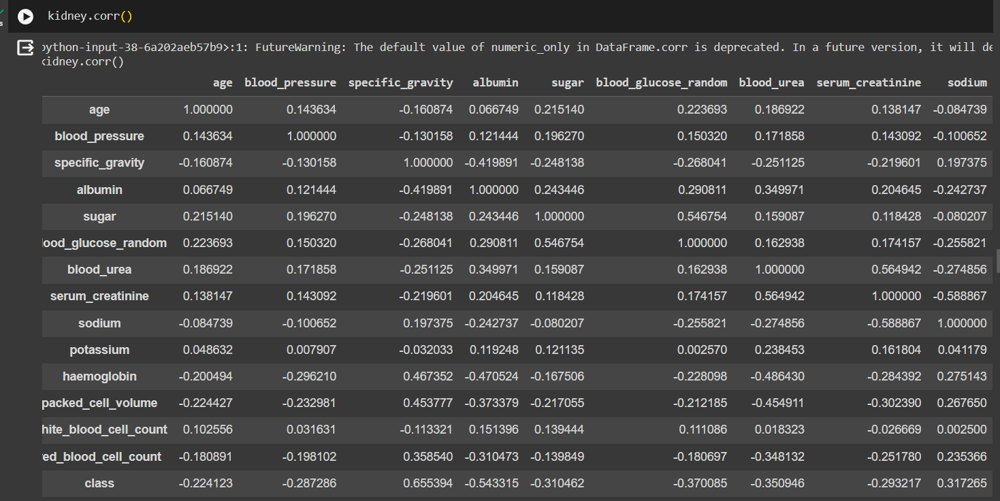 kidney.corr()
python-input-38-6a202aeb57b9>:1: FutureWarning: The default value of numeric_only in DataFrame.corr is deprecated. In a future version, it will de
kidney.corr()
age blood_pressure specific_gravity albumin sugar blood_glucose_random blood_urea serum_creatinine sodium
age 1.000000 0.143634 -0.160874 0.066749 0.215140 0.223693 0.186922 0.138147 -0.084739
blood_pressure 0.143634 1.000000 -0.130158 0.121444 0.196270 0.150320 0.171858 0.143092 -0.100652
specific_gravity -0.160874 -0.130158 1.000000 -0.419891 -0.248138 -0.268041 -0.251125 -0.219601 0.197375
albumin 0.066749 0.121444 -0.419891 1.000000 0.243446 0.290811 0.349971 0.204645 -0.242737
sugar 0.215140 0.196270 -0.248138 0.243446 1.000000 0.546754 0.159087 0.118428 -0.080207
lood_glucose_random 0.223693 0.150320 -0.268041 0.290811 0.546754 1.000000 0.162938 0.174157 -0.255821
blood_urea 0.186922 0.171858 -0.251125 0.349971 0.159087 0.162938 1.000000 0.564942 -0.274856
serum_creatinine 0.138147 0.143092 -0.219601 0.204645 0.118428 0.174157 0.564942 1.000000 -0.588867
sodium -0.084739 -0.100652 0.197375 -0.242737 -0.080207 -0.255821 -0.274856 -0.588867 1.000000
potassium 0.048632 0.007907 -0.032033 0.119248 0.121135 0.002570 0.238453 0.161804 0.041179
haemoglobin -0.200494 -0.296210 0.467352 -0.470524 -0.167506 -0.228098 -0.486430 -0.284392 0.275143
packed_cell_volume -0.224427 -0.232981 0.453777 -0.373379 -0.217055 -0.212185 -0.454911 -0.302390 0.267650
hite_blood_cell_count 0.102556 0.031631 -0.113321 0.151396 0.139444 0.111086 0.018323 -0.026669 0.002500
red_blood_cell_count -0.180891 -0.198102 0.358540 -0.310473 -0.139849 -0.180697 -0.348132 -0.251780 0.235366
class -0.224123 -0.287286 0.655394 -0.543315 -0.310462 -0.370085 -0.350946 -0.293217 0.317265